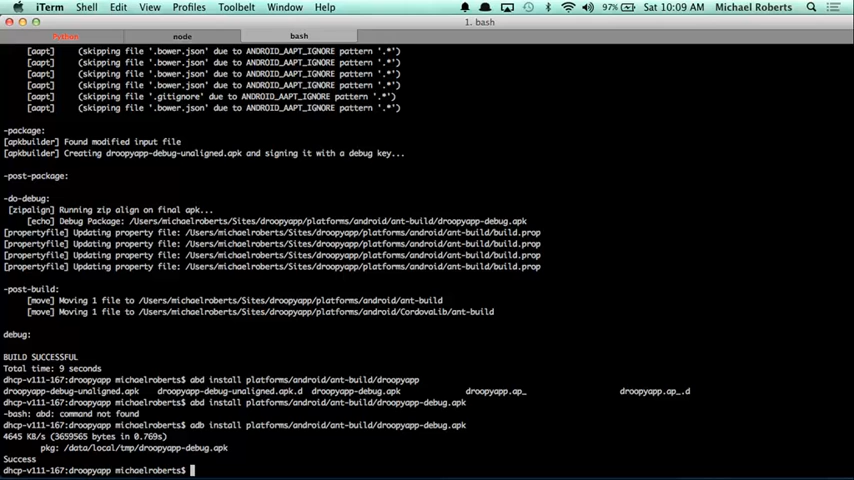 iTerm Shell Edit View Profiles Toolbelt Window Help 97% Sat 10:09 AM Michael Roberts
1. bash
Python node bash
[aapt] (skipping file '.bower.json' due to ANDROID_AAPT_IGNORE pattern '.*')
[aapt] (skipping file '.bower.json' due to ANDROID_AAPT_IGNORE pattern '.*')
[aapt] (skipping file '.bower.json' due to ANDROID_AAPT_IGNORE pattern '.*')
[aapt] (skipping file '.bower.json' due to ANDROID_AAPT_IGNORE pattern '.*')
[aapt] (skipping file '.gitignore' due to ANDROID_AAPT_IGNORE pattern '.*')
[aapt] (skipping file '.bower.json' due to ANDROID_AAPT_IGNORE pattern '.*')
-package:
[apkbuilder] Found modified input file
[apkbuilder] Creating droopyapp-debug-unaligned.apk and signing it with a debug key...
-post-package:
-do-debug:
[zipalign] Running zip align on final apk...
[echo] Debug Package: /Users/michaelroberts/Sites/droopyapp/platforms/android/ant-build/droopyapp-debug.apk
[propertyfile] Updating property file: /Users/michaelroberts/Sites/droopyapp/platforms/android/ant-build/build.prop
[propertyfile] Updating property file: /Users/michaelroberts/Sites/droopyapp/platforms/android/ant-build/build.prop
[propertyfile] Updating property file: /Users/michaelroberts/Sites/droopyapp/platforms/android/ant-build/build.prop
[propertyfile] Updating property file: /Users/michaelroberts/Sites/droopyapp/platforms/android/ant-build/build.prop
-post-build:
[move] Moving 1 file to /Users/michaelroberts/Sites/droopyapp/platforms/android/ant-build
[move] Moving 1 file to /Users/michaelroberts/Sites/droopyapp/platforms/android/CordovaLib/ant-build
debug:
BUILD SUCCESSFUL
Total time: 9 seconds
dhcp-v111-167:droopyapp michaelroberts$ abd install platforms/android/ant-build/droopyapp
droopyapp-debug-unaligned.apk droopyapp-debug-unaligned.apk.d droopyapp-debug.apk droopyapp.ap_ droopyapp.ap_.d
dhcp-v111-167:droopyapp michaelroberts$ abd install platforms/android/ant-build/droopyapp-debug.apk
-bash: abd: command not found
dhcp-v111-167:droopyapp michaelroberts$ adb install platforms/android/ant-build/droopyapp-debug.apk
4645 KB/s (3659565 bytes in 0.769s)
pkg: /data/local/tmp/droopyapp-debug.apk
Success
dhcp-v111-167:droopyapp michaelroberts$